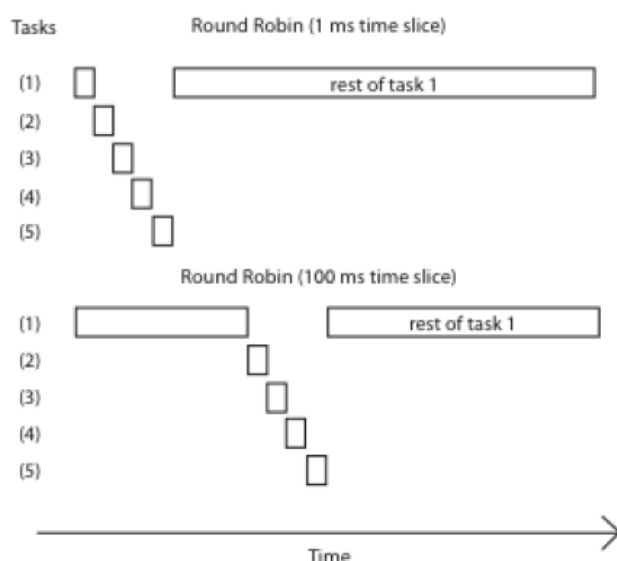 Tasks Round Robin (1 ms time slice)
(1) rest of task 1
(2)
(3)
(4)
(5)
Round Robin (100 ms time slice)
(1) rest of task 1
(2)
(3)
(4)
(5)
Time